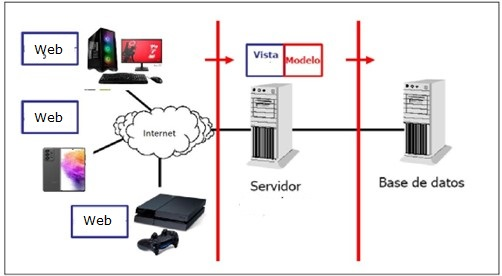 Web
Vista
Modelo
Web
Internet
Servidor
Base de datos
Web